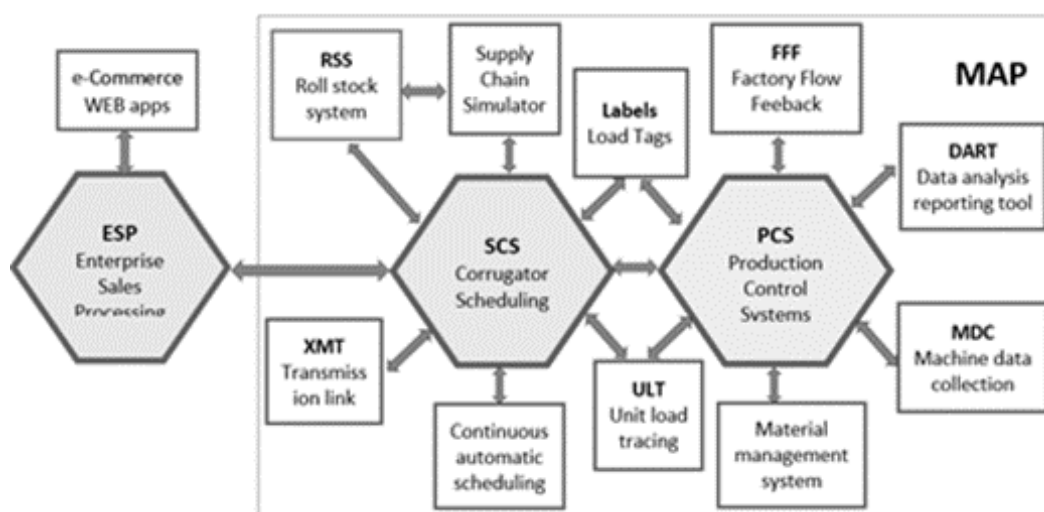 MAP
e-Commerce
WEB apps
RSS
Roll stock
system
Supply
Chain
Simulator
Labels
Load Tags
FFF
Factory Flow
Feeback
DART
Data analysis
reporting tool
ESP
Enterprise
Sales
Processing
SCS
Corrugator
Scheduling
PCS
Production
Control
Systems
XMT
Transmiss
ion link
Continuous
automatic
scheduling
ULT
Unit load
tracing
Material
management
system
MDC
Machine data
collection